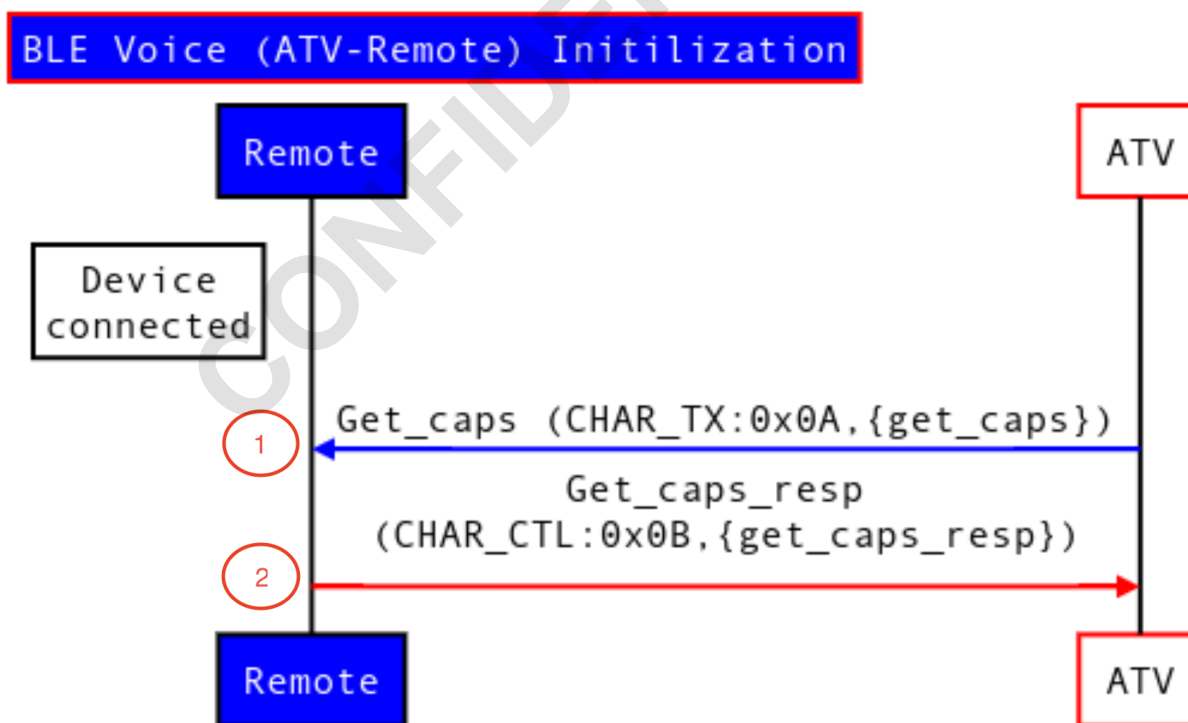 BLE Voice (ATV-Remote) Initilization
Remote
ATV
Device
connected
Get_caps (CHAR_TX:0x0A,{get_caps})
1
Get_caps_resp
(CHAR_CTL:0x0B,{get_caps_resp})
2
Remote
ATV